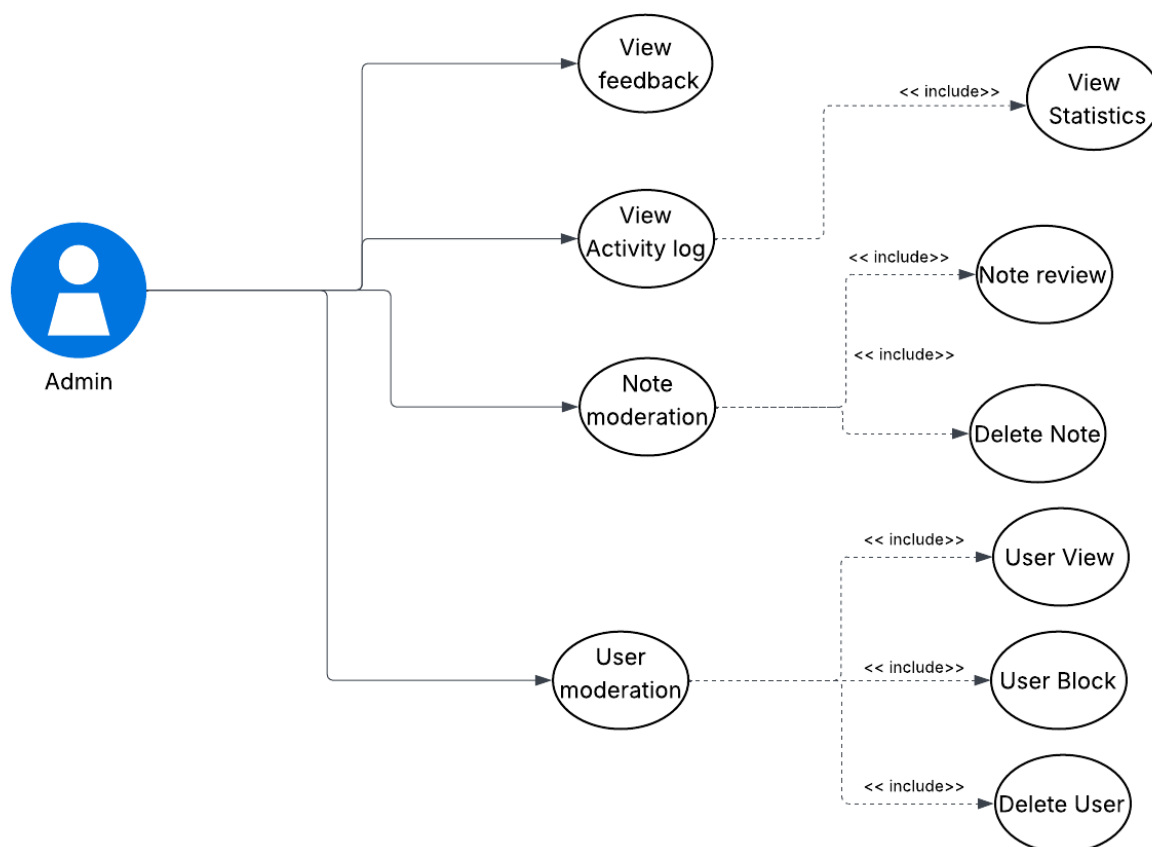 View
feedback
<< include>>
View
Statistics
View
Activity log
<< include>>
Note review
Admin
<< include>>
Note
moderation
Delete Note
<< include>>
User View
User
moderation
<< include>>
User Block
<< include>>
Delete User